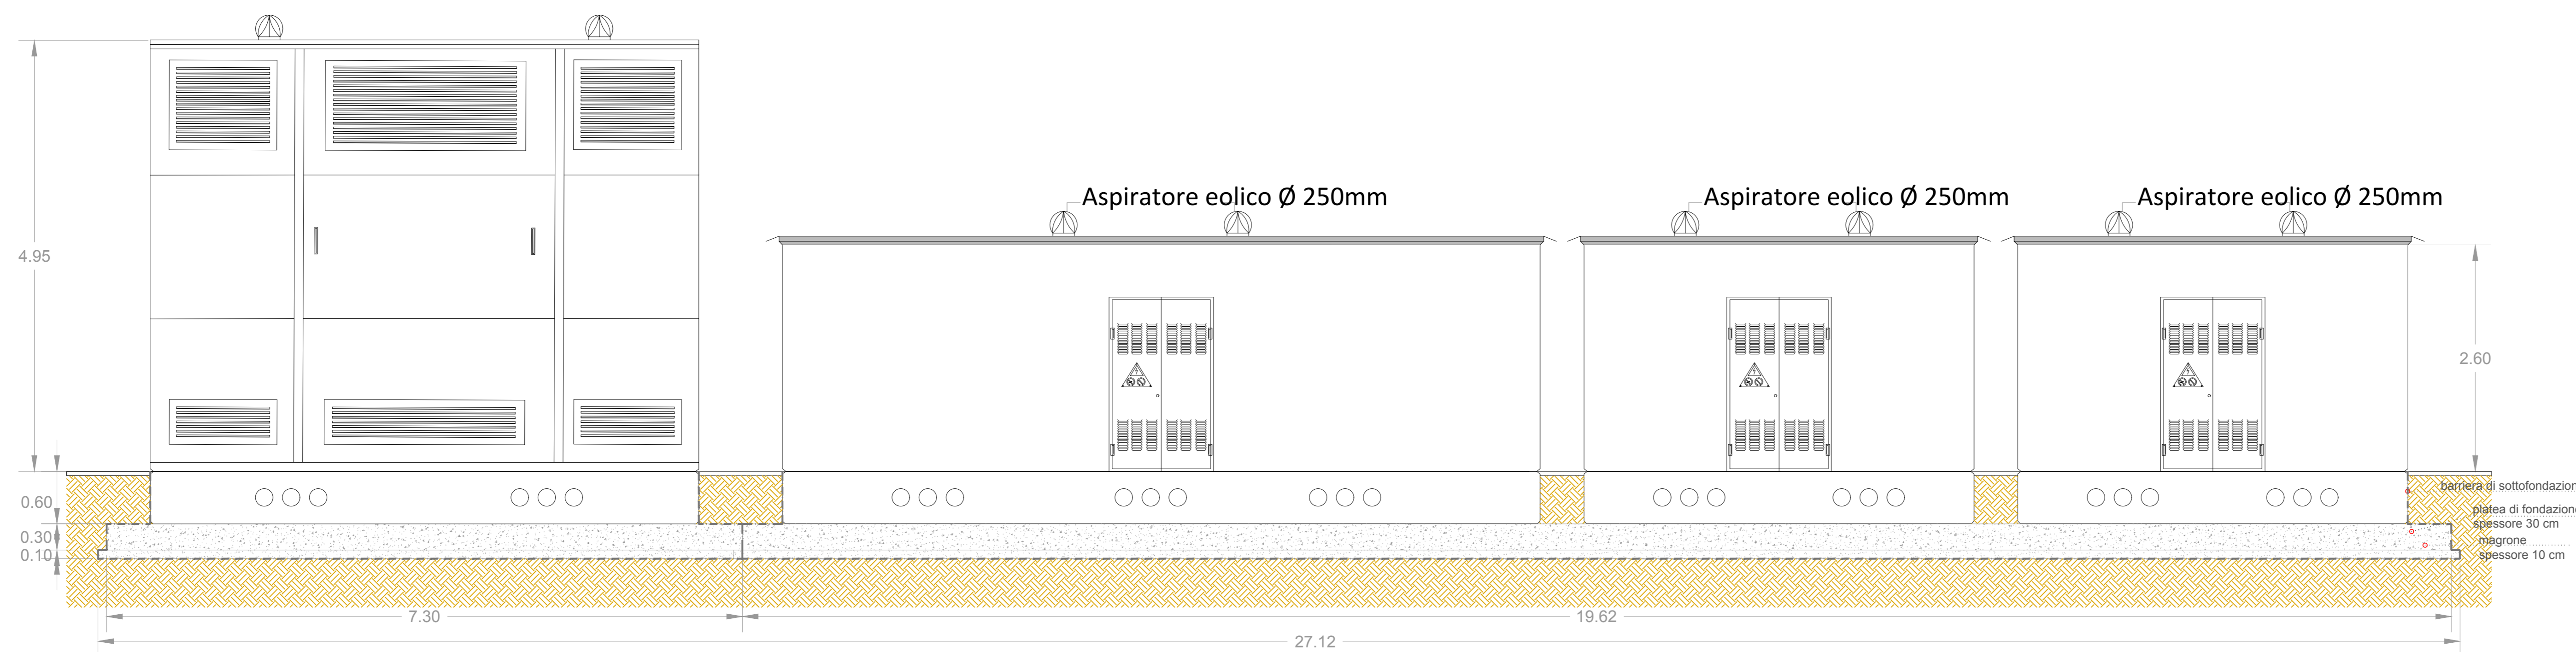 Aspiratore eolico Ø 250mm
Aspiratore eolico Ø 250mm
Aspiratore eolico Ø 250mm
4.95
2.60
0.60
0.30
0.10
barriera di sottofondazion
platea di fondazione
spessore 30 cm
magrone
spessore 10 cm
7.30
19.62
27.12